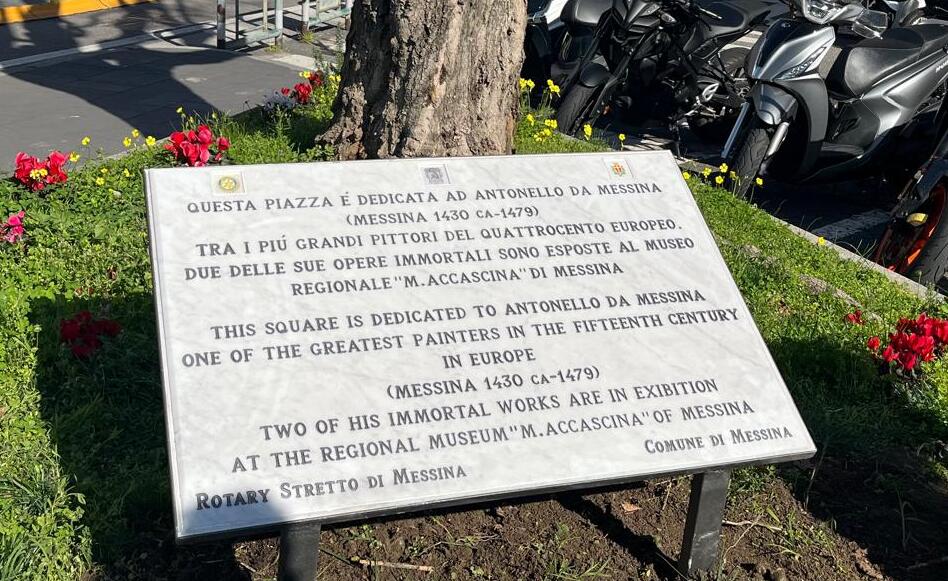 QUESTA PIAZZA É DEDICATA AD ANTONELLO DA MESSINA
(MESSINA 1430 CA-1479)
TRA I PIÚ GRANDI PITTORI DEL QUATTROCENTO EUROPEO.
DUE DELLE SUE OPERE IMMORTALI SONO ESPOSTE AL MUSEO
REGIONALE "M. ACCASCINA" DI MESSINA
THIS SQUARE IS DEDICATED TO ANTONELLO DA MESSINA
ONE OF THE GREATEST PAINTERS IN THE FIFTEENTH CENTURY
IN EUROPE
(MESSINA 1430 CA-1479)
TWO OF HIS IMMORTAL WORKS ARE IN EXIBITION
AT THE REGIONAL MUSEUM "M. ACCASCINA" OF MESSINA
ROTARY STRETTO DI MESSINA
COMUNE DI MESSINA